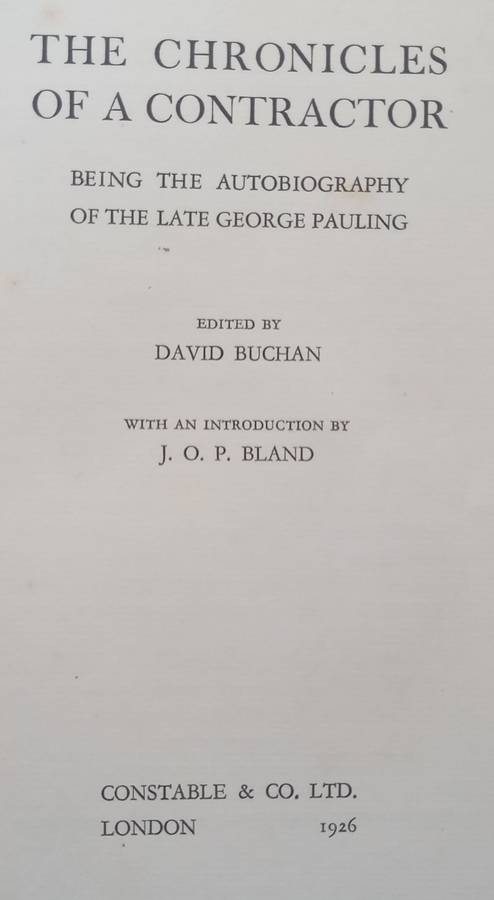 THE CHRONICLES
OF A CONTRACTOR
BEING THE AUTOBIOGRAPHY
OF THE LATE GEORGE PAULING
EDITED BY
DAVID BUCHAN
WITH AN INTRODUCTION BY
J. O. P. BLAND
CONSTABLE & CO. LTD.
LONDON 1926